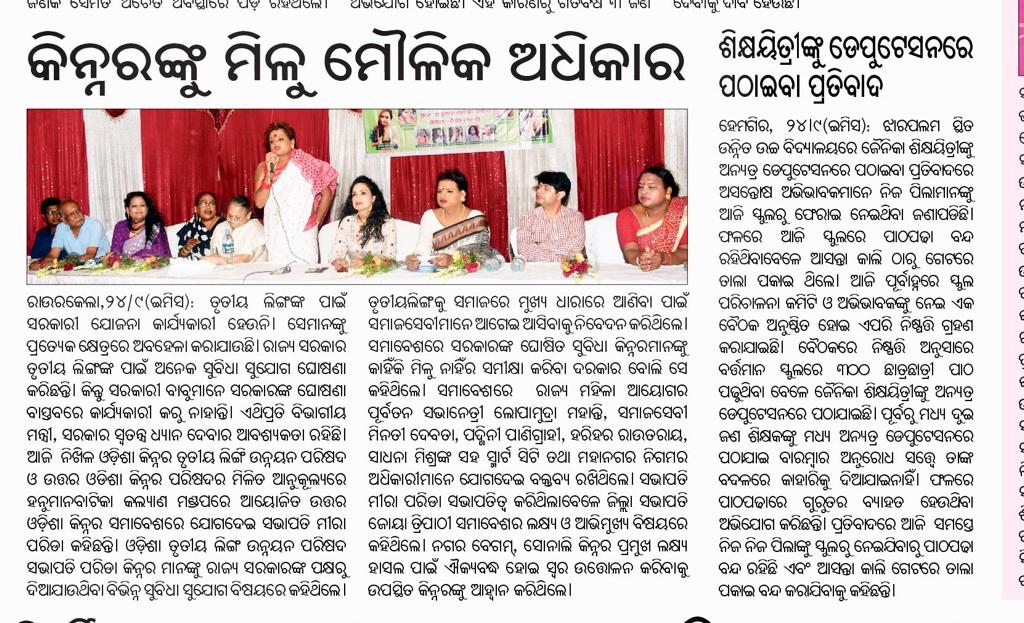 କିନ୍ନରଙ୍କୁ ମିଳୁ ମୌଳିକ ଅଧିକାର
ରାଉରକେଲା,୨୪/୯(ଇମିସ): ତୃତୀୟ ଲିଙ୍ଗଙ୍କ ପାଇଁ
ସରକାରୀ ଯୋଜନା କାର୍ଯ୍ୟକାରୀ ହେଉନି। ସେମାନଙ୍କୁ
ପ୍ରତ୍ୟେକ କ୍ଷେତ୍ରରେ ଅବହେଳା କରାଯାଉଛି। ରାଜ୍ୟ ସରକାର
ତୃତୀୟ ଲିଙ୍ଗଙ୍କ ପାଇଁ ଅନେକ ସୁବିଧା ସୁଯୋଗ ଘୋଷଣା
କରିଛନ୍ତି। କିନ୍ତୁ ସରକାରୀ ବାବୁମାନେ ସରକାରଙ୍କ ଘୋଷଣା
ବାସ୍ତବରେ କାର୍ଯ୍ୟକାରୀ କରୁ ନାହାନ୍ତି। ଏଥିପ୍ରତି ବିଭାଗୀୟ
ମନ୍ତ୍ରୀ, ସରକାର ସ୍ୱତନ୍ତ୍ର ଧ୍ୟାନ ଦେବାର ଆବଶ୍ୟକତା ରହିଛି।
ଆଜି ନିଖିଳ ଓଡ଼ିଶା କିନ୍ନର ତୃତୀୟ ଲିଙ୍ଗି ଉନ୍ନୟନ ପରିଷଦ
ଓ ଉତ୍ତର ଓଡିଶା କିନ୍ନର ପରିଷଦର ମିଳିତ ଆନୁକୂଲ୍ୟରେ
ହନୁମାନବାଟିକା କଲ୍ୟାଣ ମଣ୍ଡପରେ ଆୟୋଜିତ ଉତ୍ତର
ଓଡ଼ିଶା କିନ୍ନର ସମାବେଶରେ ଯୋଗଦେଇ ସଭାପତି ମୀରା
ପରିଡା କହିଛନ୍ତି। ଓଡ଼ିଶା ତୃତୀୟ ଲିଙ୍ଗ ଉନ୍ନୟନ ପରିଷଦ
ସଭାପତି ପରିଡା କିନ୍ନର ମାନଙ୍କୁ ରାଜ୍ୟ ସରକାରଙ୍କ ପକ୍ଷରୁ
ଦିଆଯାଉଥିବା ବିଭିନ୍ନ ସୁବିଧା ସୁଯୋଗ ବିଷୟରେ କହିଥିଲେ।
ତୃତୀୟଲିଙ୍ଗକୁ ସମାଜରେ ମୁଖ୍ୟ ଧାରାରେ ଆଣିବା ପାଇଁ
ସମାଜସେବୀମାନେ ଆଗେଇ ଆସିବାକୁ ନିବେଦନ କରିଥିଲେ।
ସମାବେଶରେ ସରକାରଙ୍କ ଘୋଷିତ ସୁବିଧା କିନ୍ନରମାନଙ୍କୁ
କାହିଁକି ମିଳୁ ନାହିଁର ସମୀକ୍ଷା କରିବା ଦରକାର ବୋଲି ସେ
କହିଥିଲେ। ସମାବେଶରେ ରାଜ୍ୟ ମହିଳା ଆୟୋଗର
ପୂର୍ବତନ ସଭାନେତ୍ରୀ ଲୋପାମୁଦ୍ରା ମହାନ୍ତି, ସମାଜସେବୀ
ମିନତୀ ଦେବତା, ପଦ୍ମିନୀ ପାଣିଗ୍ରାହୀ, ହରିହର ରାଉତରାୟ,
ସାଧନା ମିଶ୍ରଙ୍କ ସହ ସ୍ମାର୍ଟ ସିଟି ତଥା ମହାନଗର ନିଗମର
ଅଧିକାରୀମାନେ ଯୋଗଦେଇ ବକ୍ତବ୍ୟ ରଖିଥିଲେ। ସଭାପତି
ମୀରା ପରିଡା ସଭାପତିତ୍ୱ କରିଥିଲାବେଳେ ଜିଲ୍ଲା ସଭାପତି
ଜୋୟା ତ୍ରିପାଠୀ ସମାବେଶର ଲକ୍ଷ୍ୟ ଓ ଆଭିମୁଖ୍ୟ ବିଷୟରେ
କହିଥିଲେ। ନଗର ବେଗମ୍, ସୋନାଲି କିନ୍ନର ପ୍ରମୁଖ ଲକ୍ଷ୍ୟ
ହାସଲ ପାଇଁ ଐକ୍ୟବଦ୍ଧ ହୋଇ ସ୍ୱର ଉତ୍ତୋଳନ କରିବାକୁ
ଉପସ୍ଥିତ କିନ୍ନରଙ୍କୁ ଆହ୍ୱାନ କରିଥିଲେ।
ଶିକ୍ଷୟିତ୍ରୀଙ୍କୁ ଡେପୁଟେସନରେ
ପଠାଇବା ପ୍ରତିବାଦ
ହେମଗିର, ୨୪।୯(ଇମିସ): ଝାରପଲମ ସ୍ଥିତ
ଉନ୍ନିତ ଉଚ୍ଚ ବିଦ୍ୟାଳୟରେ ଜୈନିକା ଶିକ୍ଷୟିତ୍ରୀଙ୍କୁ
ଅନ୍ୟତ୍ର ଡେପୁଟେସନରେ ପଠାଇବା ପ୍ରତିବାଦରେ
ଅସନ୍ତୋଷ ଅଭିଭାବକମାନେ ନିଜ ପିଲାମାନଙ୍କୁ
ଆଜି ସ୍କୁଲରୁ ଫେରାଇ ନେଇଥିବା ଜଣାପଡିଛି।
ଫଳରେ ଆଜି ସ୍କୁଲରେ ପାଠପଢା ବନ୍ଦ
ରହିଥିବାବେଳେ ଆସନ୍ତା କାଲି ଠାରୁ ଗେଟରେ
ତାଲା ପକାଇ ଥିଲେ। ଆଜି ପୂର୍ବାହ୍ନରେ ସ୍କୁଲ
ପରିଚାଳନା କମିଟି ଓ ଅଭିଭାବକଙ୍କୁ ନେଇ ଏକ
ବୈଠକ ଅନୁଷ୍ଠିତ ହୋଇ ଏପରି ନିଷ୍ପତ୍ତି ଗ୍ରହଣ
କରାଯାଇଛି। ବୈଠକରେ ନିଷ୍ପତ୍ତି ଅନୁସାରେ
ବର୍ତ୍ତମାନ ସ୍କୁଲରେ ୩୦୦ ଛାତ୍ରଛାତ୍ରୀ ପାଠ
ପଢୁଥିବା ବେଳେ ଜୈନିକା ଶିକ୍ଷୟିତ୍ରୀଙ୍କୁ ଅନ୍ୟତ୍ର
ଡେପୁଟେସନରେ ପଠାଯାଇଛି। ପୂର୍ବରୁ ମଧ୍ୟ ଦୁଇ
ଜଣ ଶିକ୍ଷକଙ୍କୁ ମଧ୍ୟ ଅନ୍ୟତ୍ର ଡେପୁଟେସନରେ
ପଠାଯାଇ ବାରମ୍ବାର ଅନୁରୋଧ ସତ୍ତ୍ୱେ ତାଙ୍କ
ବଦଳରେ କାହାରିକୁ ଦିଆଯାଇନାହିଁ। ଫଳରେ
ପାଠପଢାରେ ଗୁରୁତର ବ୍ୟାହତ ହେଉଥିବା
ଅଭିଯୋଗ କରିଛନ୍ତି। ପ୍ରତିବାଦରେ ଆଜି ସମସ୍ତେ
ନିଜ ନିଜ ପିଲାଙ୍କୁ ସ୍କୁଲରୁ ନେଇଯିବାରୁ ପାଠପଢା
ବନ୍ଦ ରହିଛି ଏବଂ ଆସନ୍ତା କାଲି ଗେଟରେ ତାଲା
ପକାଇ ବନ୍ଦ କରାଯିବାକୁ କହିଛନ୍ତି।